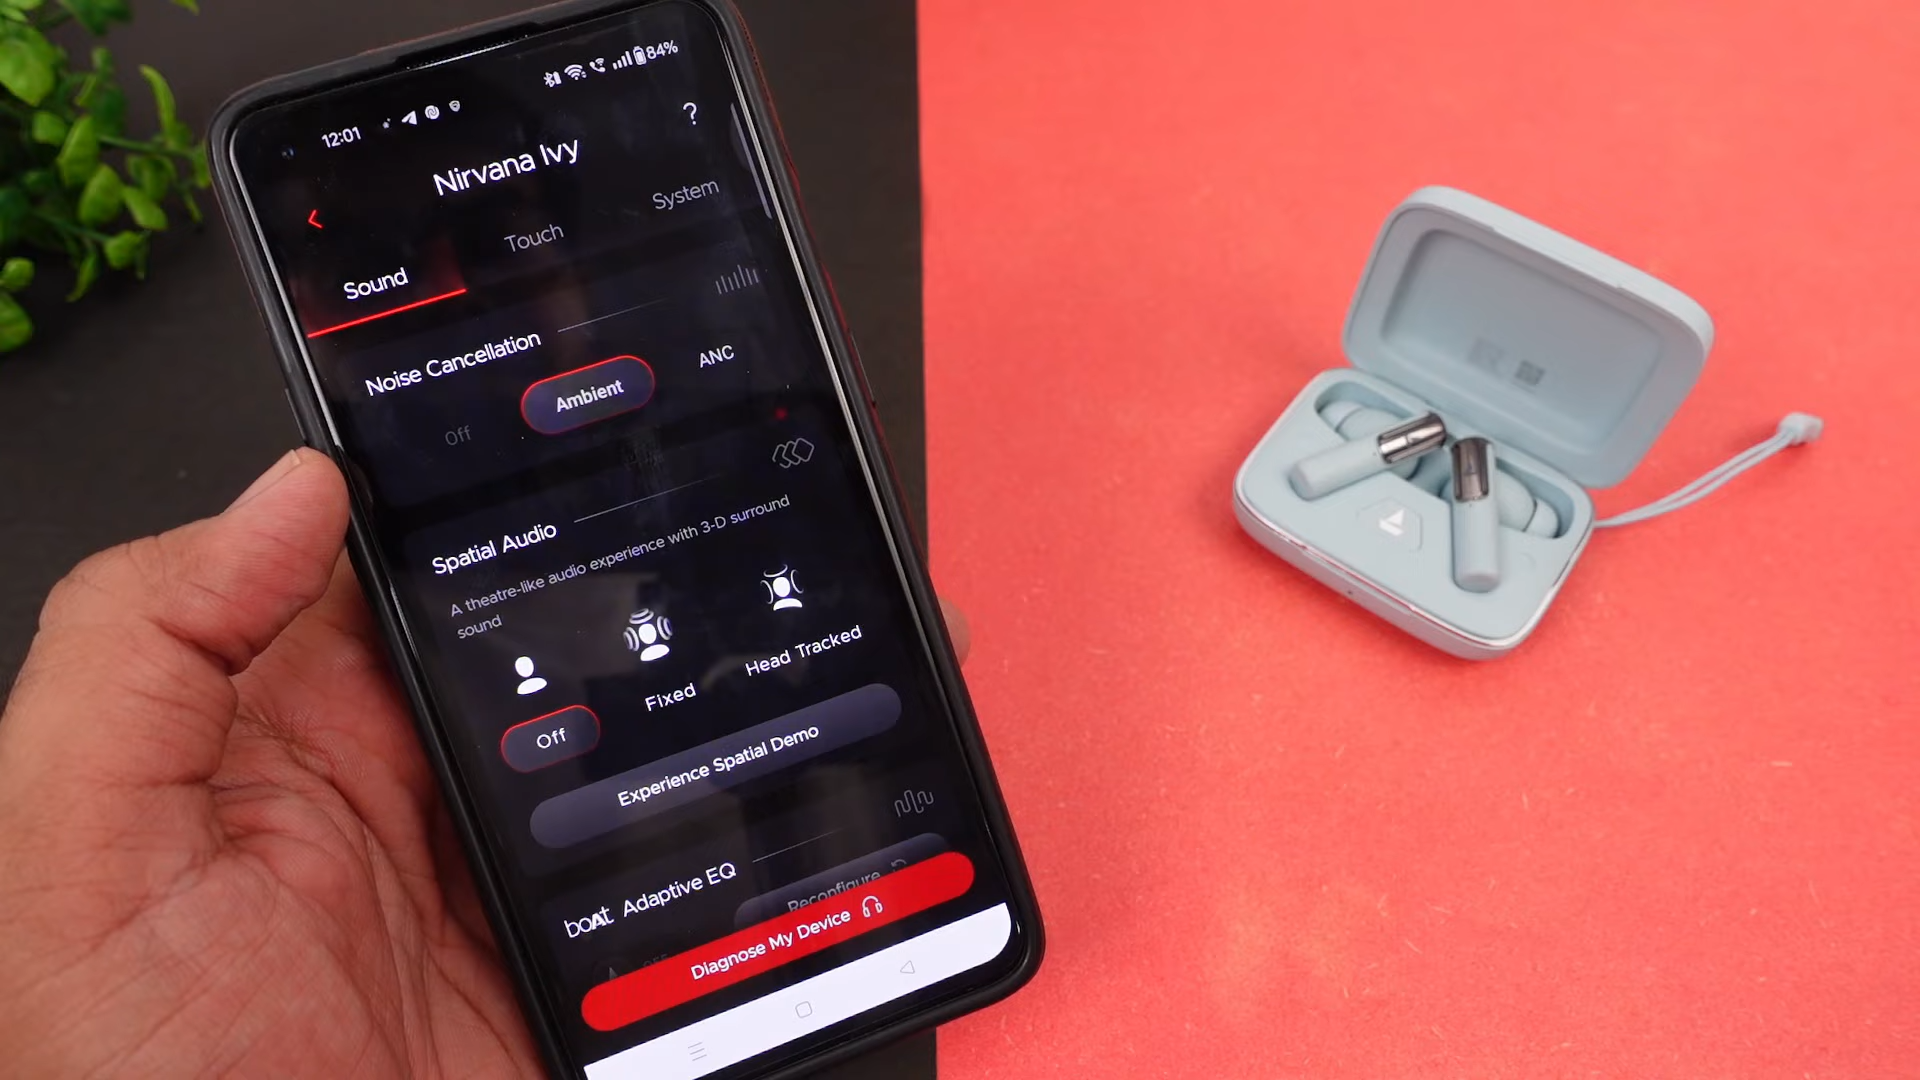 12:01
84%
?
Nirvana Ivy
Sound
Touch
System
Noise Cancellation
Off
Ambient
ANC
Spatial Audio
A theatre-like audio experience with 3-D surround
sound
Off
Fixed
Head Tracked
Experience Spatial Demo
boAt Adaptive EQ
Reconfigure
OFF
Diagnose My Device